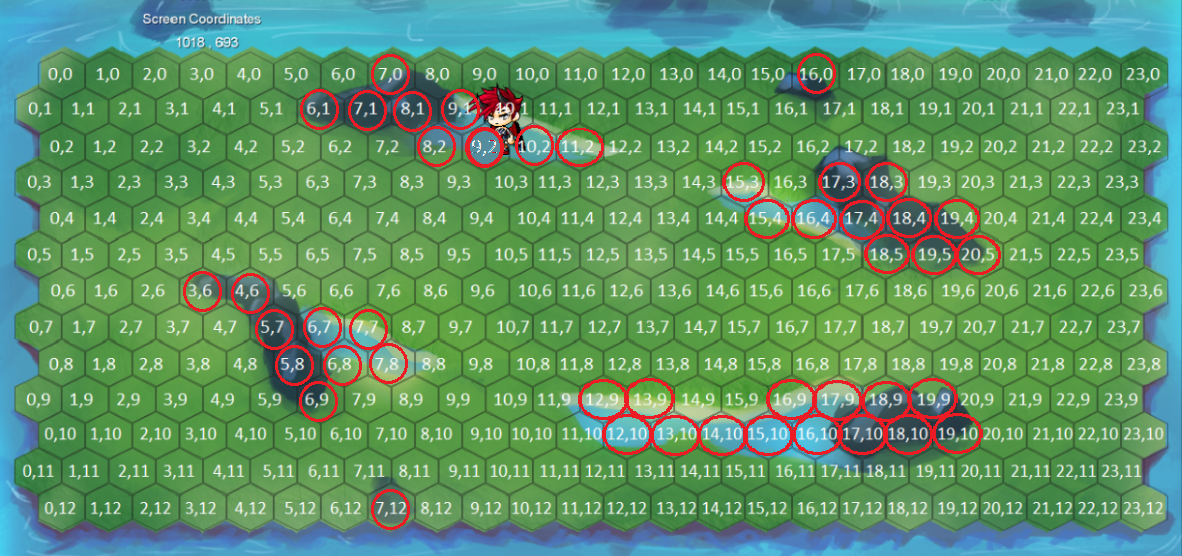 Screen Coordinates
1018 , 693
0,0 1,0 2,0 3,0 4,0 5,0 6,0 7,0 8,0 9,0 10,0 11,0 12,0 13,0 14,0 15,0 16,0 17,0 18,0 19,0 20,0 21,0 22,0 23,0
0,1 1,1 2,1 3,1 4,1 5,1 6,1 7,1 8,1 9,1 11,1 12,1 13,1 14,1 15,1 16,1 17,1 18,1 19,1 20,1 21,1 22,1 23,1
0,2 1,2 2,2 3,2 4,2 5,2 6,2 7,2 8,2 9,2 10,2 11,2 12,2 13,2 14,2 15,2 16,2 17,2 18,2 19,2 20,2 21,2 22,2 23,2
0,3 1,3 2,3 3,3 4,3 5,3 6,3 7,3 8,3 9,3 10,3 11,3 12,3 13,3 14,3 15,3 16,3 17,3 18,3 19,3 20,3 21,3 22,3 23,3
0,4 1,4 2,4 3,4 4,4 5,4 6,4 7,4 8,4 9,4 10,4 11,4 12,4 13,4 14,4 15,4 16,4 17,4 18,4 19,4 20,4 21,4 22,4 23,4
0,5 1,5 2,5 3,5 4,5 5,5 6,5 7,5 8,5 9,5 10,5 11,5 12,5 13,5 14,5 15,5 16,5 17,5 18,5 19,5 20,5 21,5 22,5 23,5
0,6 1,6 2,6 3,6 4,6 5,6 6,6 7,6 8,6 9,6 10,6 11,6 12,6 13,6 14,6 15,6 16,6 17,6 18,6 19,6 20,6 21,6 22,6 23,6
0,7 1,7 2,7 3,7 4,7 5,7 6,7 7,7 8,7 9,7 10,7 11,7 12,7 13,7 14,7 15,7 16,7 17,7 18,7 19,7 20,7 21,7 22,7 23,7
0,8 1,8 2,8 3,8 4,8 5,8 6,8 7,8 8,8 9,8 10,8 11,8 12,8 13,8 14,8 15,8 16,8 17,8 18,8 19,8 20,8 21,8 22,8 23,8
0,9 1,9 2,9 3,9 4,9 5,9 6,9 7,9 8,9 9,9 10,9 11,9 12,9 13,9 14,9 15,9 16,9 17,9 18,9 19,9 20,9 21,9 22,9 23,9
0,10 1,10 2,10 3,10 4,10 5,10 6,10 7,10 8,10 9,10 10,10 11,10 12,10 13,10 14,10 15,10 16,10 17,10 18,10 19,10 20,10 21,10 22,10 23,10
0,11 1,11 2,11 3,11 4,11 5,11 6,11 7,11 8,11 9,11 10,11 11,11 12,11 13,11 14,11 15,11 16,11 17,11 18,11 19,11 20,11 21,11 22,11 23,11
0,12 1,12 2,12 3,12 4,12 5,12 6,12 7,12 8,12 9,12 10,12 11,12 12,12 13,12 14,12 15,12 16,12 17,12 18,12 19,12 20,12 21,12 22,12 23,12